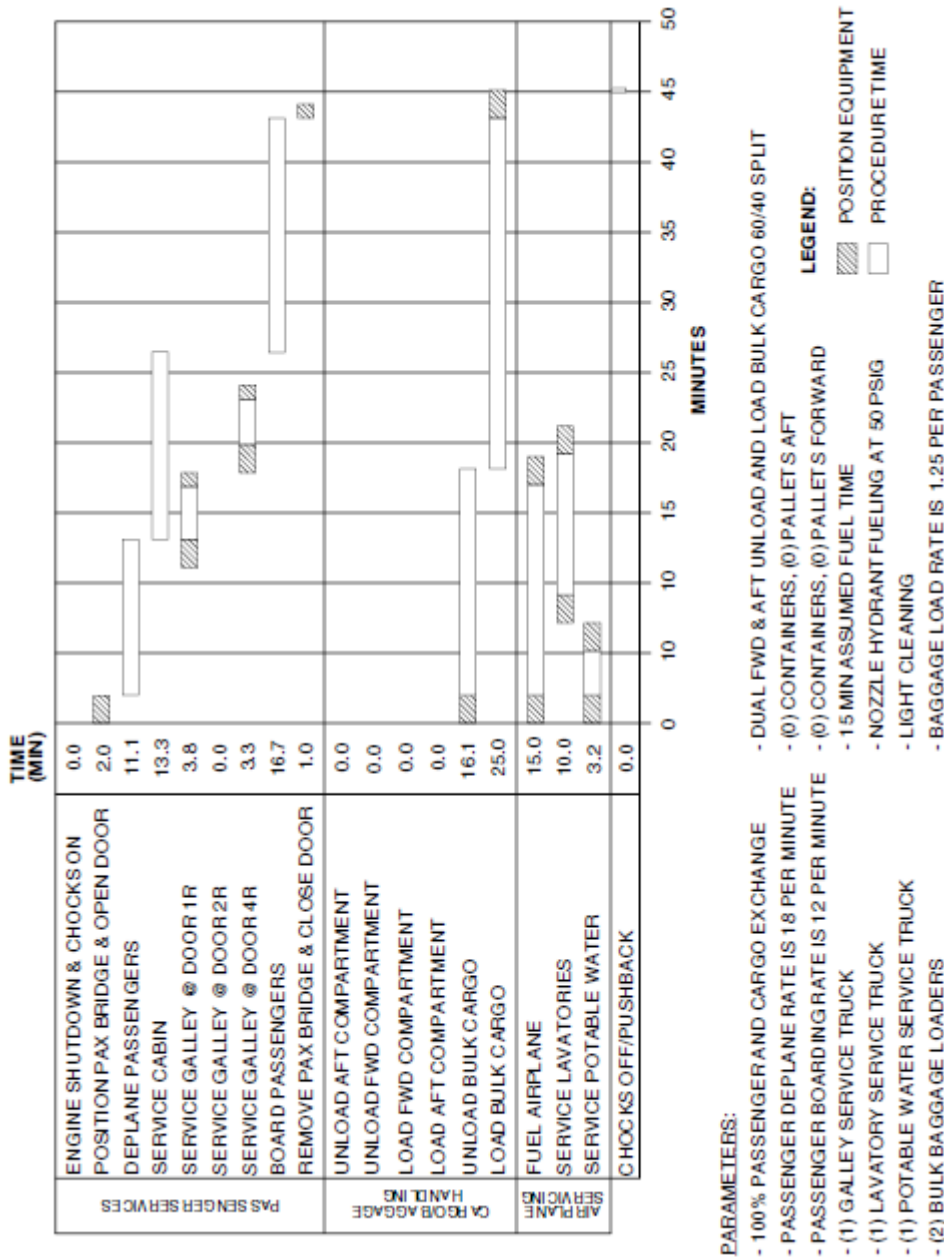 TIME
(MIN)
PASSENGER SERVICES
ENGINE SHUTDOWN & CHOCKS ON 0.0
POSITION PAX BRIDGE & OPEN DOOR 2.0
DEPLANE PASSENGERS 11.1
SERVICE CABIN 13.3
SERVICE GALLEY @ DOOR 1R 3.8
SERVICE GALLEY @ DOOR 2R 0.0
SERVICE GALLEY @ DOOR 4R 3.3
BOARD PASSENGERS 16.7
REMOVE PAX BRIDGE & CLOSE DOOR 1.0
CARGO/BAGGAGE
HANDLING
UNLOAD AFT COMPARTMENT 0.0
UNLOAD FWD COMPARTMENT 0.0
LOAD FWD COMPARTMENT 0.0
LOAD AFT COMPARTMENT 0.0
UNLOAD BULK CARGO 16.1
LOAD BULK CARGO 25.0
AIRPLANE
SERVICING
FUEL AIRPLANE 15.0
SERVICE LAVATORIES 10.0
SERVICE POTABLE WATER 3.2
CHOCKS OFF/PUSHBACK 0.0
0 10 10 15 20 25 30 35 40 45 50
MINUTES
PARAMETERS:
- 100% PASSENGER AND CARGO EXCHANGE
- PASSENGER DEPLANE RATE IS 18 PER MINUTE
- PASSENGER BOARDING RATE IS 12 PER MINUTE
- (1) GALLEY SERVICE TRUCK
- (1) LAVATORY SERVICE TRUCK
- (1) POTABLE WATER SERVICE TRUCK
- (2) BULK BAGGAGE LOADERS
- DUAL FWD & AFT UNLOAD AND LOAD BULK CARGO 60/40 SPLIT
- (0) CONTAINERS, (0) PALLETS AFT
- (0) CONTAINERS, (0) PALLETS FORWARD
- 15 MIN ASSUMED FUEL TIME
- NOZZLE HYDRANT FUELING AT 50 PSIG
- LIGHT CLEANING
- BAGGAGE LOAD RATE IS 1.25 PER PASSENGER
LEGEND:
POSITION EQUIPMENT
PROCEDURE TIME